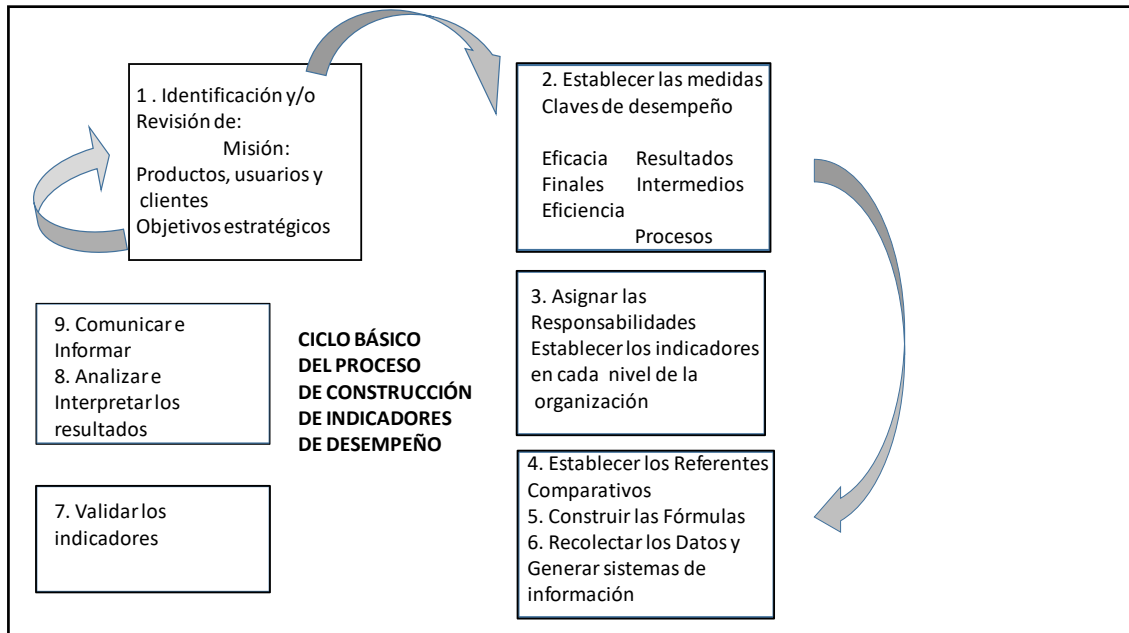 1 . Identificación y/o
Revisión de:
Misión:
Productos, usuarios y
clientes
Objetivos estratégicos
2. Establecer las medidas
Claves de desempeño
Eficacia Resultados
Finales Intermedios
Eficiencia
Procesos
3. Asignar las
Responsabilidades
Establecer los indicadores
en cada nivel de la
organización
4. Establecer los Referentes
Comparativos
5. Construir las Fórmulas
6. Recolectar los Datos y
Generar sistemas de
información
7. Validar los
indicadores
9. Comunicar e
Informar
8. Analizar e
Interpretar los
resultados
CICLO BÁSICO
DEL PROCESO
DE CONSTRUCCIÓN
DE INDICADORES
DE DESEMPEÑO